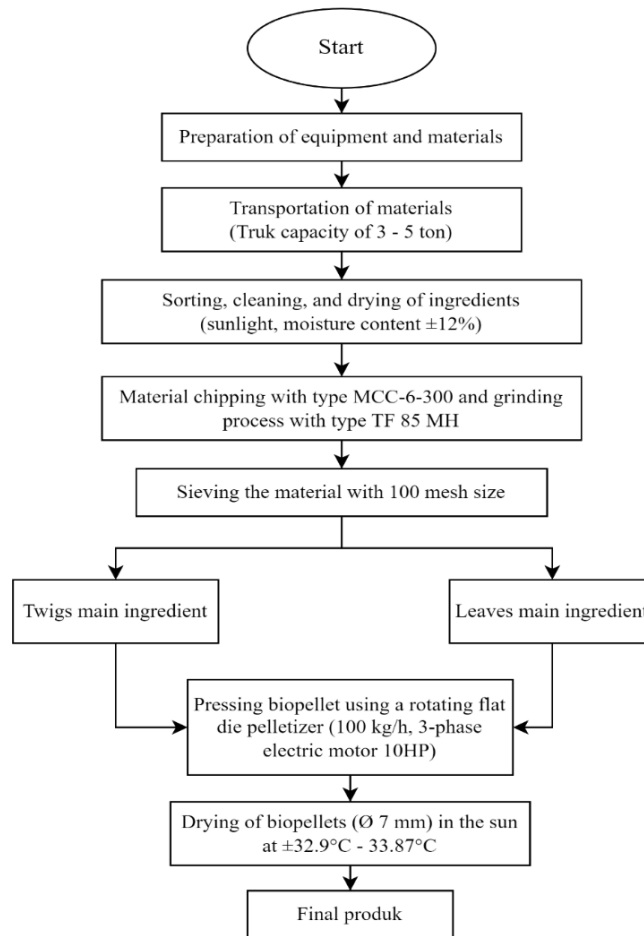 Start
Preparation of equipment and materials
Transportation of materials
(Truk capacity of 3 - 5 ton)
Sorting, cleaning, and drying of ingredients
(sunlight, moisture content ±12%)
Material chipping with type MCC-6-300 and grinding
process with type TF 85 MH
Sieving the material with 100 mesh size
Twigs main ingredient
Leaves main ingredient
Pressing biopellet using a rotating flat
die pelletizer (100 kg/h, 3-phase
electric motor 10HP)
Drying of biopellets (Ø 7 mm) in the sun
at ±32.9°C - 33.87°C
Final produk